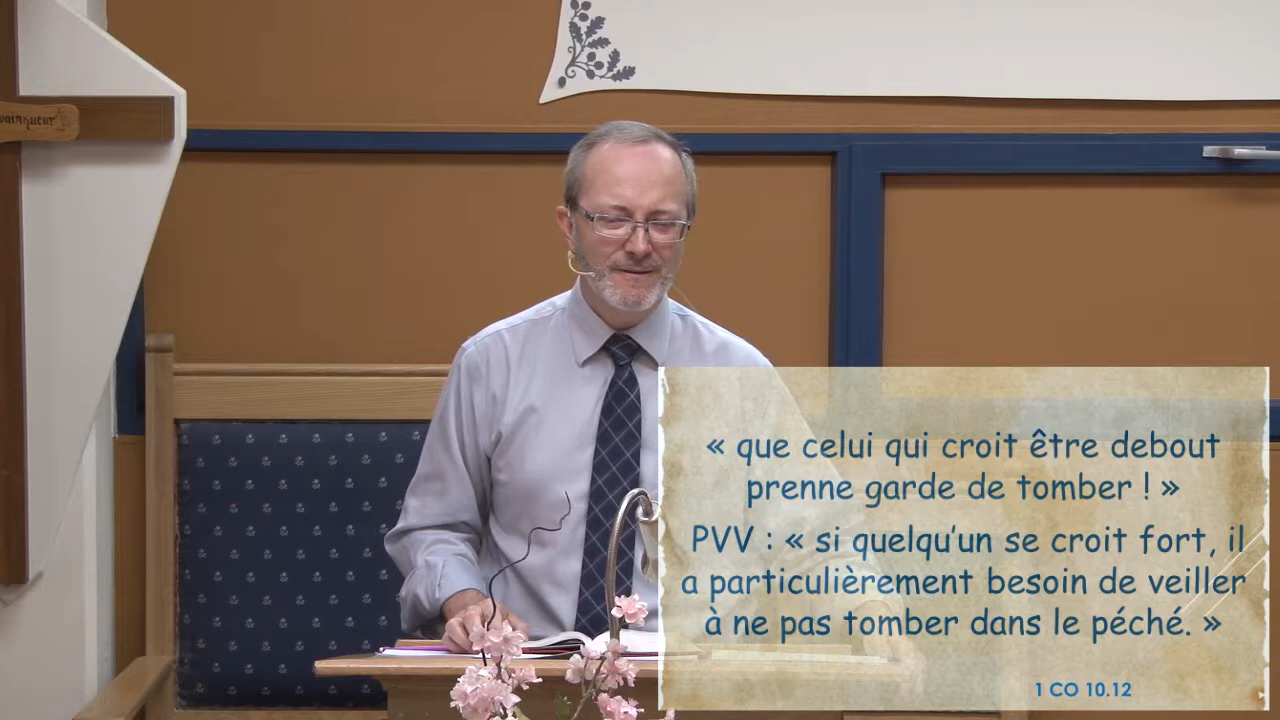 vainqueur
« que celui qui croit être debout
prenne garde de tomber ! »
PVV : « si quelqu'un se croit fort, il
a particulièrement besoin de veiller
à ne pas tomber dans le péché. »
1 CO 10.12